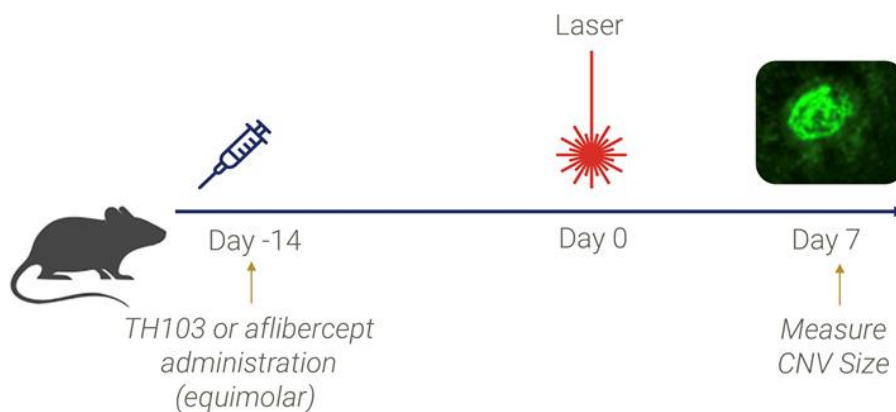 Laser
Day -14
Day 0
Day 7
TH103 or aflibercept
administration
(equimolar)
Measure
CNV Size